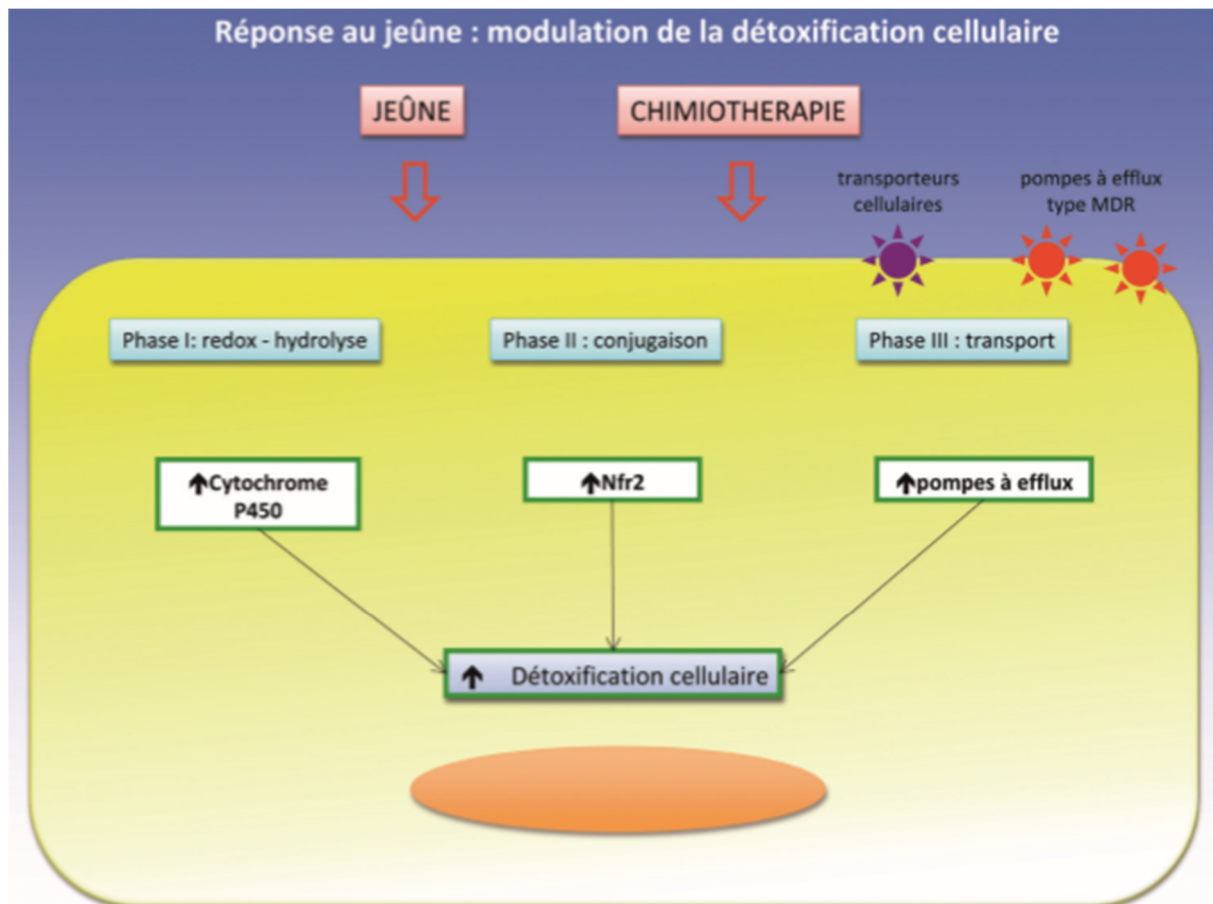 Réponse au jeûne : modulation de la détoxification cellulaire
JEÛNE
CHIMIOTHERAPIE
transporteurs
cellulaires
pompes à efflux
type MDR
Phase I: redox - hydrolyse
Phase II : conjugaison
Phase III : transport
↑Cytochrome
P450
↑Nfr2
↑pompes à efflux
↑ Détoxification cellulaire